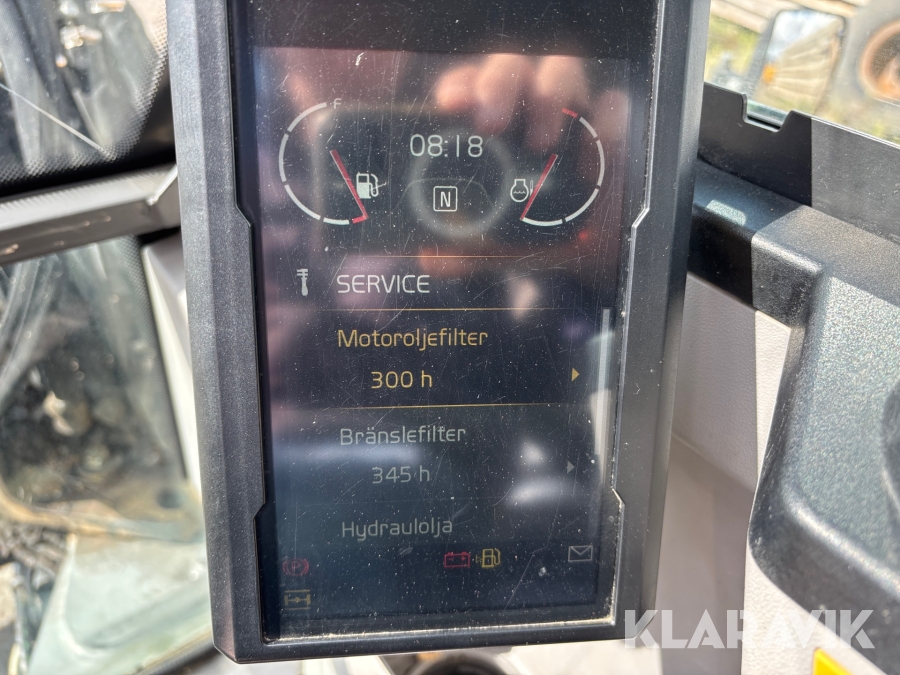 F
08:18
N
SERVICE
Motoroljefilter
300 h
Bränslefilter
345 h
Hydraulolja
P
KLARAVIK